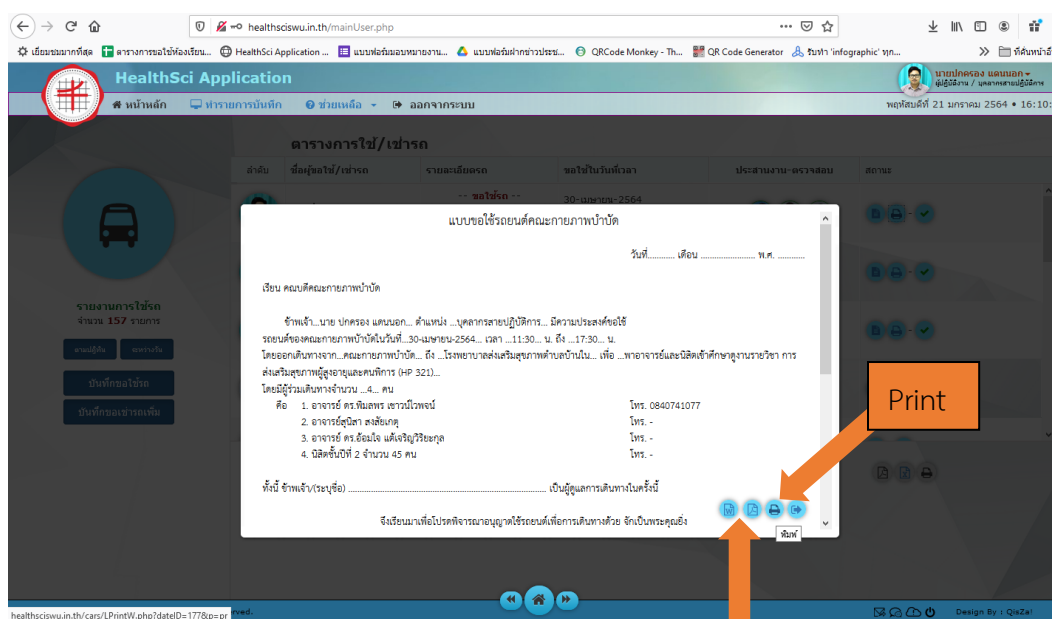 healthsciswu.in.th/mainUser.php
เยี่ยมชมมากที่สุด ตารางการขอใช้ห้องเรียน... HealthSci Application ... แบบฟอร์มมอบหมายงาน... แบบฟอร์มฝากข่าวประช... QRCode Monkey - Th... QR Code Generator รับทำ 'infographic' ทุก... ที่คั่นหน้าอื
HealthSci Application
นายปกครอง แดนนอก
ผู้ปฏิบัติงาน / บุคลากรสายปฏิบัติการ
หน้าหลัก ทำรายการบันทึก ช่วยเหลือ ออกจากระบบ พฤหัสบดีที่ 21 มกราคม 2564 • 16:10:
ตารางการใช้/เช่ารถ
ลำดับ ชื่อผู้ขอใช้/เช่ารถ รายละเอียดรถ ขอใช้ในวันที่เวลา ประสานงาน-ตรวจสอบ สถานะ
-- ขอใช้รถ -- 30-เมษายน-2564
แบบขอใช้รถยนต์คณะกายภาพบำบัด
วันที่............ เดือน ........................ พ.ศ. ............
เรียน คณบดีคณะกายภาพบำบัด
ข้าพเจ้า...นาย ปกครอง แดนนอก... ตำแหน่ง ...บุคลากรสายปฏิบัติการ... มีความประสงค์ขอใช้
รถยนต์ของคณะกายภาพบำบัดในวันที่...30-เมษายน-2564... เวลา ...11:30... น. ถึง ...17:30... น.
โดยออกเดินทางจาก...คณะกายภาพบำบัด... ถึง ...โรงพยาบาลส่งเสริมสุขภาพตำบลบ้านใน... เพื่อ ...พาอาจารย์และนิสิตเข้าศึกษาดูงานรายวิชา การ
ส่งเสริมสุขภาพผู้สูงอายุและคนพิการ (HP 321)...
โดยมีผู้ร่วมเดินทางจำนวน ...4... คน
คือ 1. อาจารย์ ดร.พิมลพร เชาวน์ไวพจน์ โทร. 0840741077
2. อาจารย์สุนิสา สงสัยเกตุ โทร. -
3. อาจารย์ ดร.อ้อมใจ แต้เจริญวิริยะกุล โทร. -
4. นิสิตชั้นปีที่ 2 จำนวน 45 คน โทร. -
ทั้งนี้ ข้าพเจ้า/(ระบุชื่อ) ........................................................................ เป็นผู้ดูแลการเดินทางในครั้งนี้
จึงเรียนมาเพื่อโปรดพิจารณาอนุญาตใช้รถยนต์เพื่อการเดินทางด้วย จักเป็นพระคุณยิ่ง
พิมพ์
Print
รายงานการใช้รถ
จำนวน 157 รายการ
ตามปฏิทิน ระหว่างวัน
บันทึกขอใช้รถ
บันทึกขอเช่ารถเพิ่ม
healthsciswu.in.th/cars/LPrintW.php?dateID=177&p=pr
rved.
Design By : QisZa!